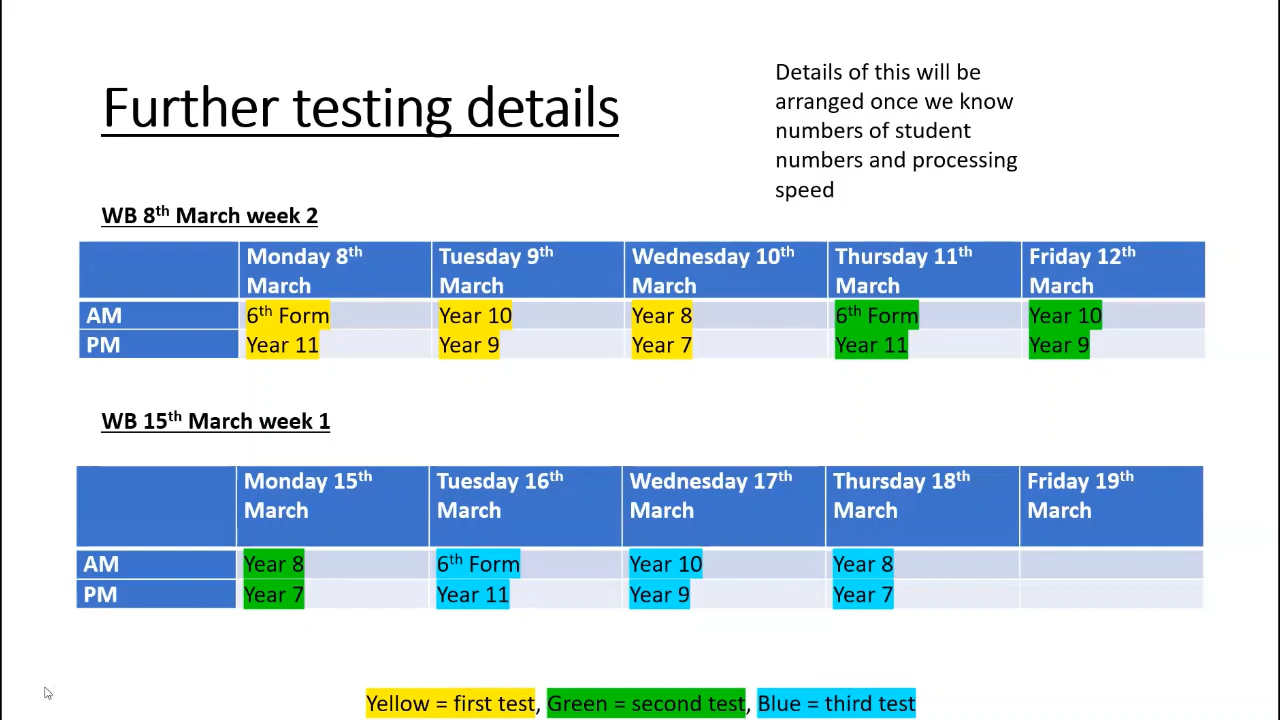 Further testing details
Details of this will be
arranged once we know
numbers of student
numbers and processing
speed
WB 8th March week 2
Monday 8th March Tuesday 9th March Wednesday 10th March Thursday 11th March Friday 12th March
AM 6th Form Year 10 Year 8 6th Form Year 10
PM Year 11 Year 9 Year 7 Year 11 Year 9
WB 15th March week 1
Monday 15th March Tuesday 16th March Wednesday 17th March Thursday 18th March Friday 19th March
AM Year 8 6th Form Year 10 Year 8
PM Year 7 Year 11 Year 9 Year 7
Yellow = first test, Green = second test, Blue = third test